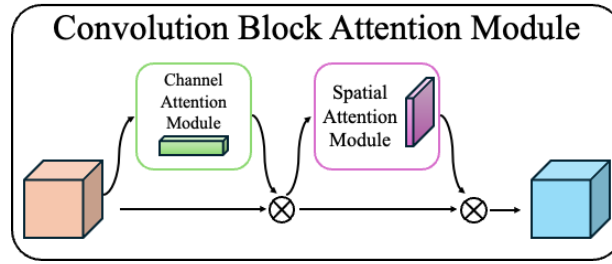 Convolution Block Attention Module
Channel
Attention
Module
Spatial
Attention
Module